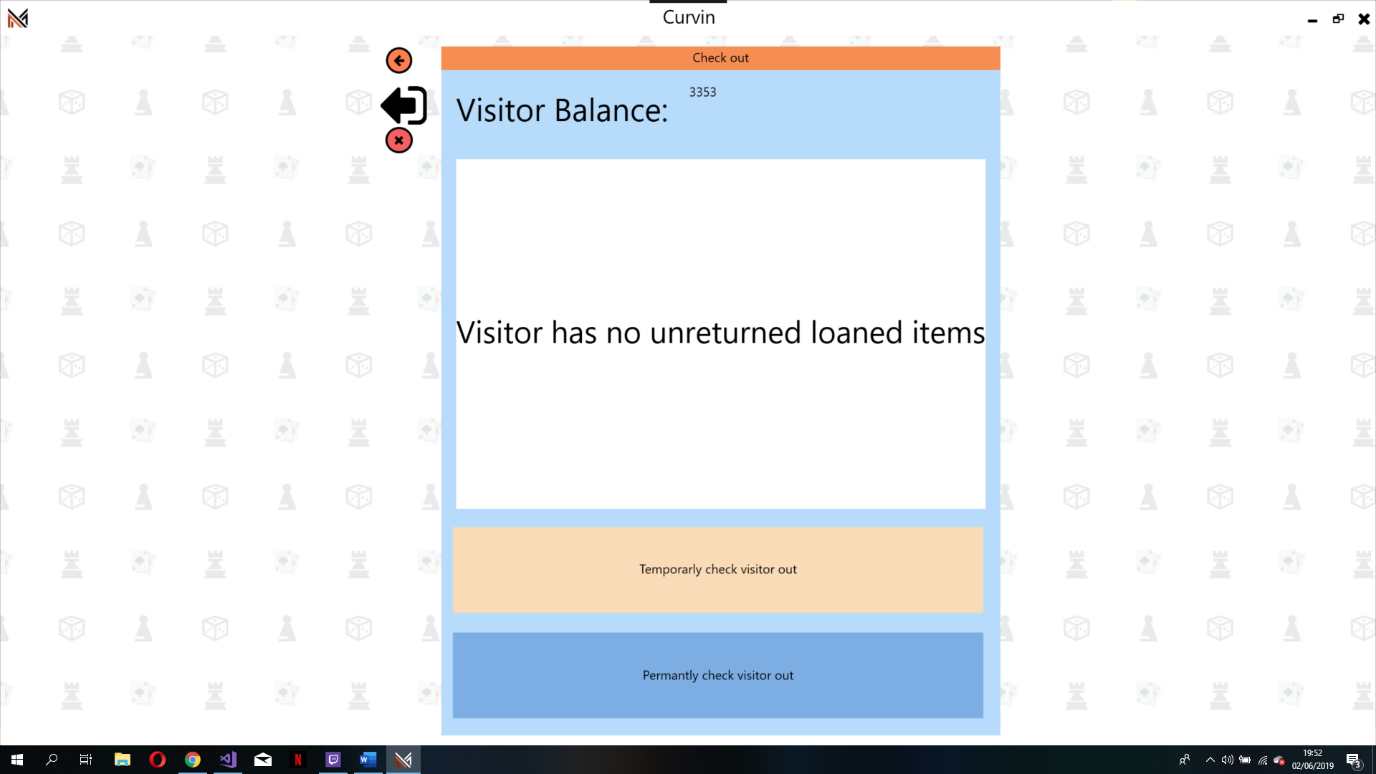 Curvin
Check out
Visitor Balance: 3353
Visitor has no unreturned loaned items
Temporarly check visitor out
Permantly check visitor out
19:52
02/06/2019
3